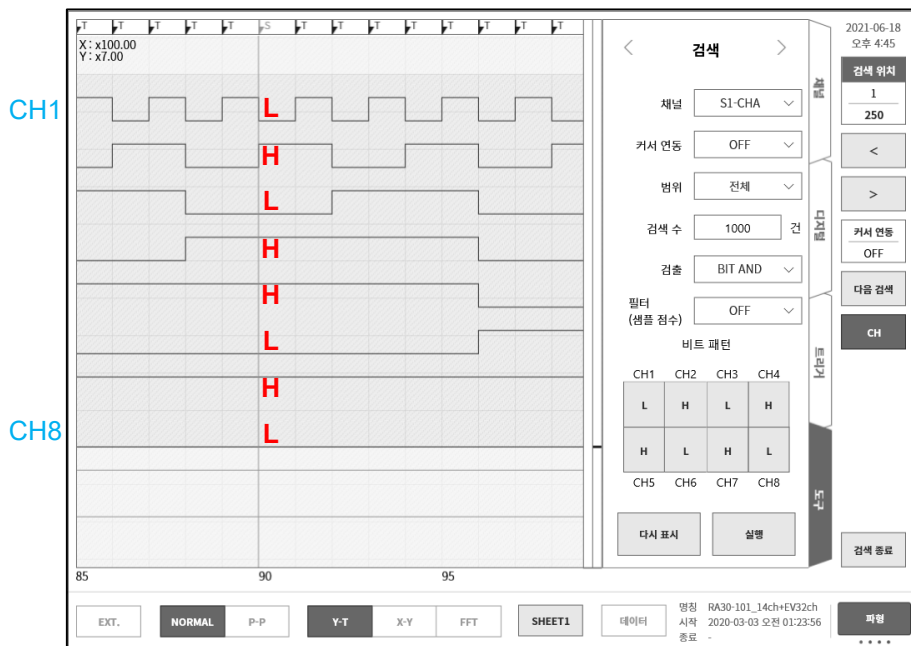 T T T T T S T T T T T T T T
X : x100.00
Y : x7.00
CH1
L
H
L
H
H
L
H
L
CH8
85 90 95
< 검색 >
채널 S1-CHA
커서 연동 OFF
범위 전체
검색 수 1000 건
검출 BIT AND
필터
(샘플 점수) OFF
비트 패턴
CH1 CH2 CH3 CH4
L H L H
H L H L
CH5 CH6 CH7 CH8
다시 표시 실행
채널
디지털
트리거
도구
2021-06-18
오후 4:45
검색 위치
1
250
<
>
커서 연동
OFF
다음 검색
CH
검색 종료
EXT. NORMAL P-P Y-T X-Y FFT SHEET1 데이터
명칭 RA30-101_14ch+EV32ch
시작 2020-03-03 오전 01:23:56
종료 -
파형